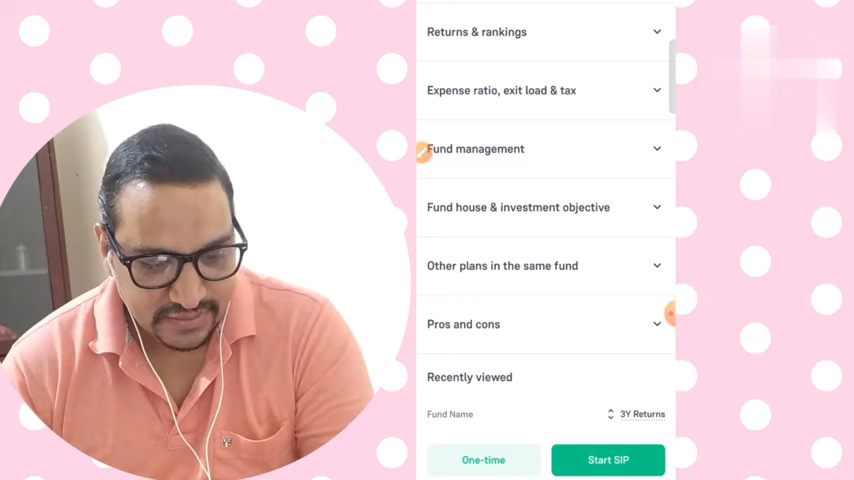 Returns & rankings
Expense ratio, exit load & tax
Fund management
Fund house & investment objective
Other plans in the same fund
Pros and cons
Recently viewed
Fund Name 3Y Returns
One-time Start SIP